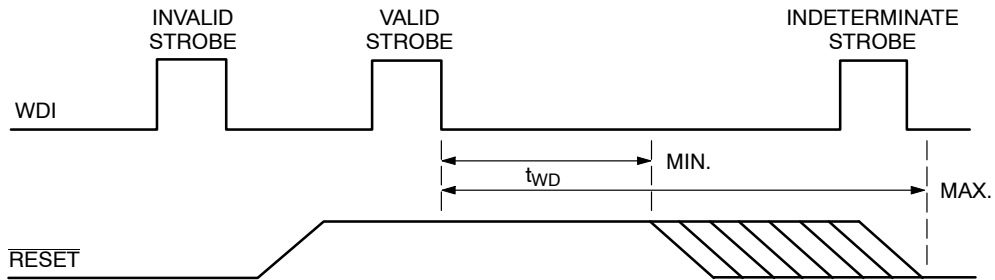 INVALID
STROBE
VALID
STROBE
INDETERMINATE
STROBE
WDI
MIN.
tWD
MAX.
RESET